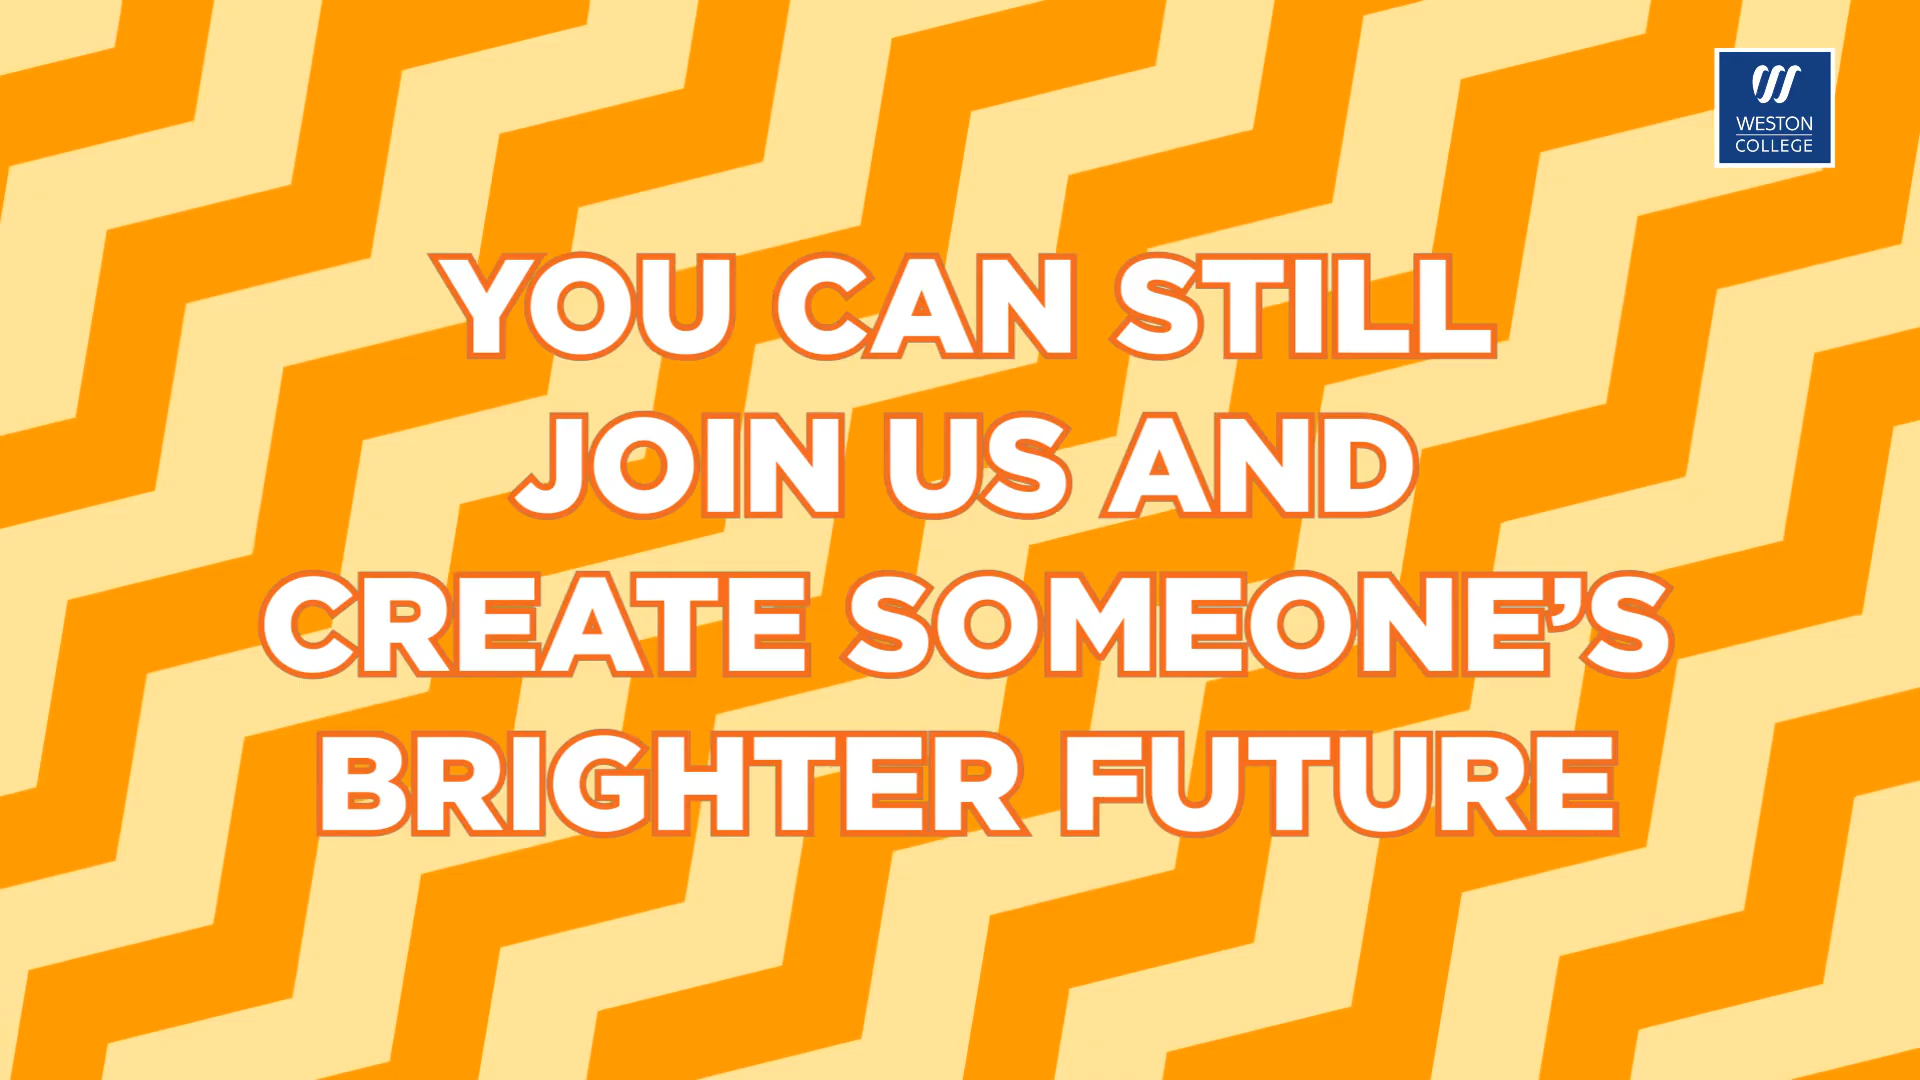 WESTON
COLLEGE
YOU CAN STILL
JOIN US AND
CREATE SOMEONE’S
BRIGHTER FUTURE